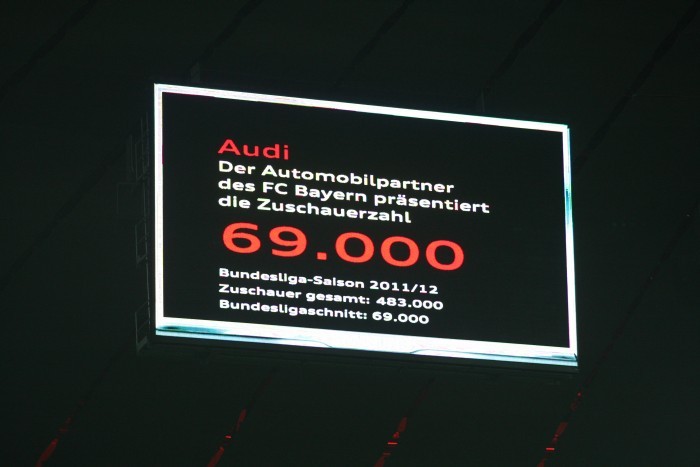 Audi
Der Automobilpartner
des FC Bayern präsentiert
die Zuschauerzahl
69.000
Bundesliga-Saison 2011/12
Zuschauer gesamt: 483.000
Bundesligaschnitt: 69.000